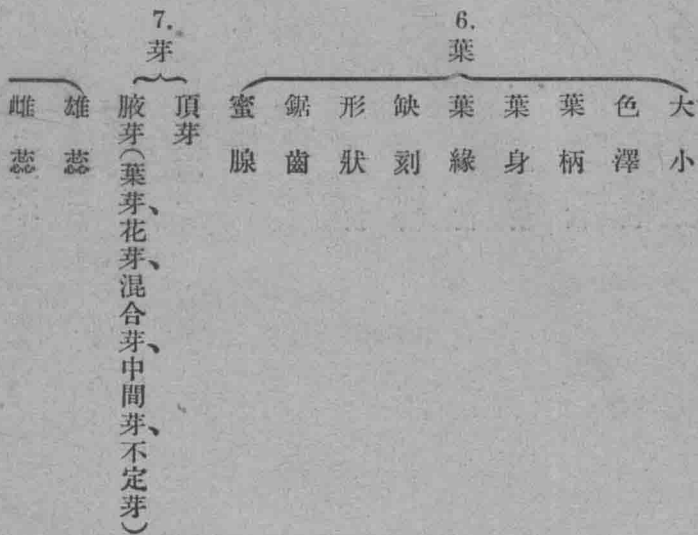 6.
葉
大小
色澤
葉柄
葉身
葉緣
缺刻
形狀
鋸齒
蜜腺
7.
芽
頂芽
腋芽(葉芽、花芽、混合芽、中間芽、不定芽)
雄蕊
雌蕊